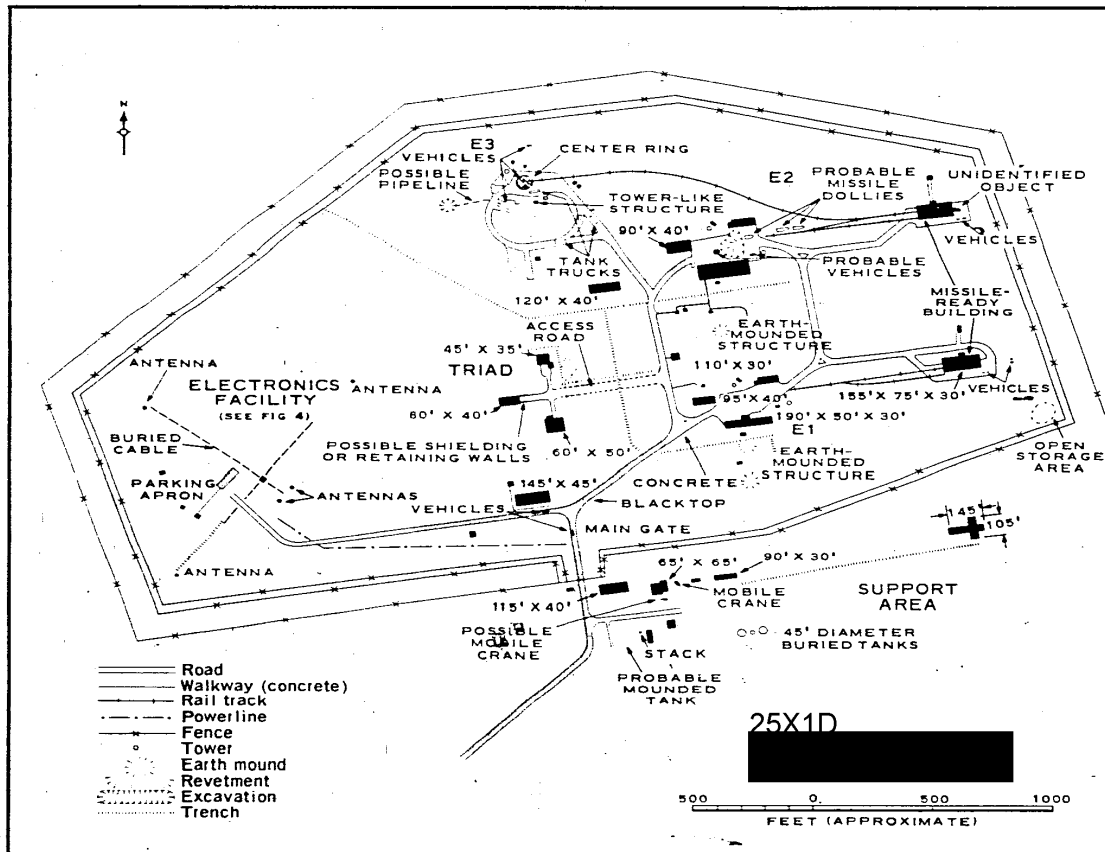 N
E3
VEHICLES
CENTER RING
POSSIBLE
PIPELINE
E2
PROBABLE
MISSILE
DOLLIES
UNIDENTIFIED
OBJECT
TOWER-LIKE
STRUCTURE
90' X 40'
VEHICLES
TANK
TRUCKS
PROBABLE
VEHICLES
120' X 40'
MISSILE-
READY
BUILDING
ACCESS
ROAD
EARTH-
MOUNDED
STRUCTURE
45' X 35'
TRIAD
110' X 30'
ANTENNA
ELECTRONICS
FACILITY
(SEE FIG 4)
ANTENNA
95' X 40'
155' X 75' X 30'
VEHICLES
60' X 40'
190' X 50' X 30'
E1
BURIED
CABLE
POSSIBLE SHIELDING
OR RETAINING WALLS
60' X 50'
EARTH-
MOUNDED
STRUCTURE
OPEN
STORAGE
AREA
PARKING
APRON
ANTENNAS
145' X 45'
CONCRETE
BLACKTOP
VEHICLES
MAIN GATE
145'
105'
ANTENNA
65' X 65'
90' X 30'
MOBILE
CRANE
SUPPORT
AREA
115' X 40'
POSSIBLE
MOBILE
CRANE
45' DIAMETER
BURIED TANKS
STACK
PROBABLE
MOUNDED
TANK
Road
Walkway (concrete)
Rail track
Powerline
Fence
Tower
Earth mound
Revetment
Excavation
Trench
25X1D
500 0. 500 1000
FEET (APPROXIMATE)